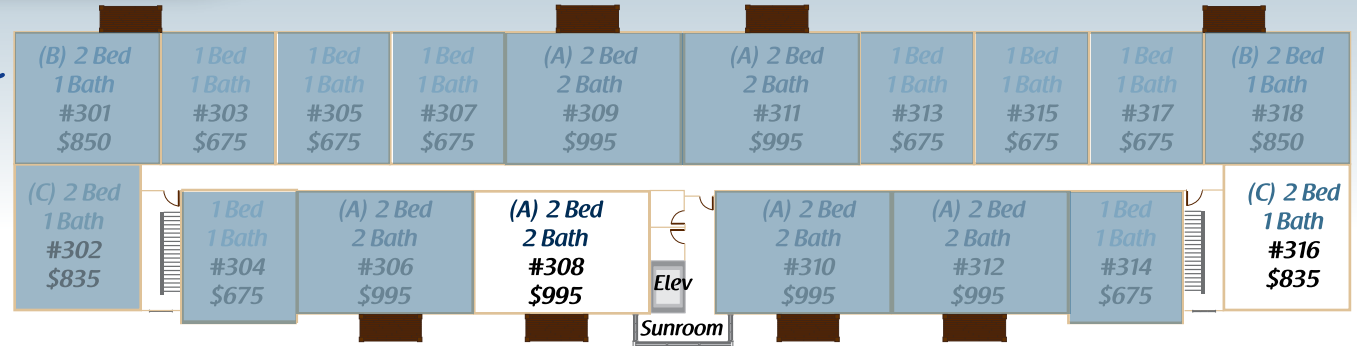 (B) 2 Bed
1 Bath
#301
$850
1 Bed
1 Bath
#303
$675
1 Bed
1 Bath
#305
$675
1 Bed
1 Bath
#307
$675
(A) 2 Bed
2 Bath
#309
$995
(A) 2 Bed
2 Bath
#311
$995
1 Bed
1 Bath
#313
$675
1 Bed
1 Bath
#315
$675
1 Bed
1 Bath
#317
$675
(B) 2 Bed
1 Bath
#318
$850
(C) 2 Bed
1 Bath
#302
$835
1 Bed
1 Bath
#304
$675
(A) 2 Bed
2 Bath
#306
$995
(A) 2 Bed
2 Bath
#308
$995
Elev
Sunroom
(A) 2 Bed
2 Bath
#310
$995
(A) 2 Bed
2 Bath
#312
$995
1 Bed
1 Bath
#314
$675
(C) 2 Bed
1 Bath
#316
$835